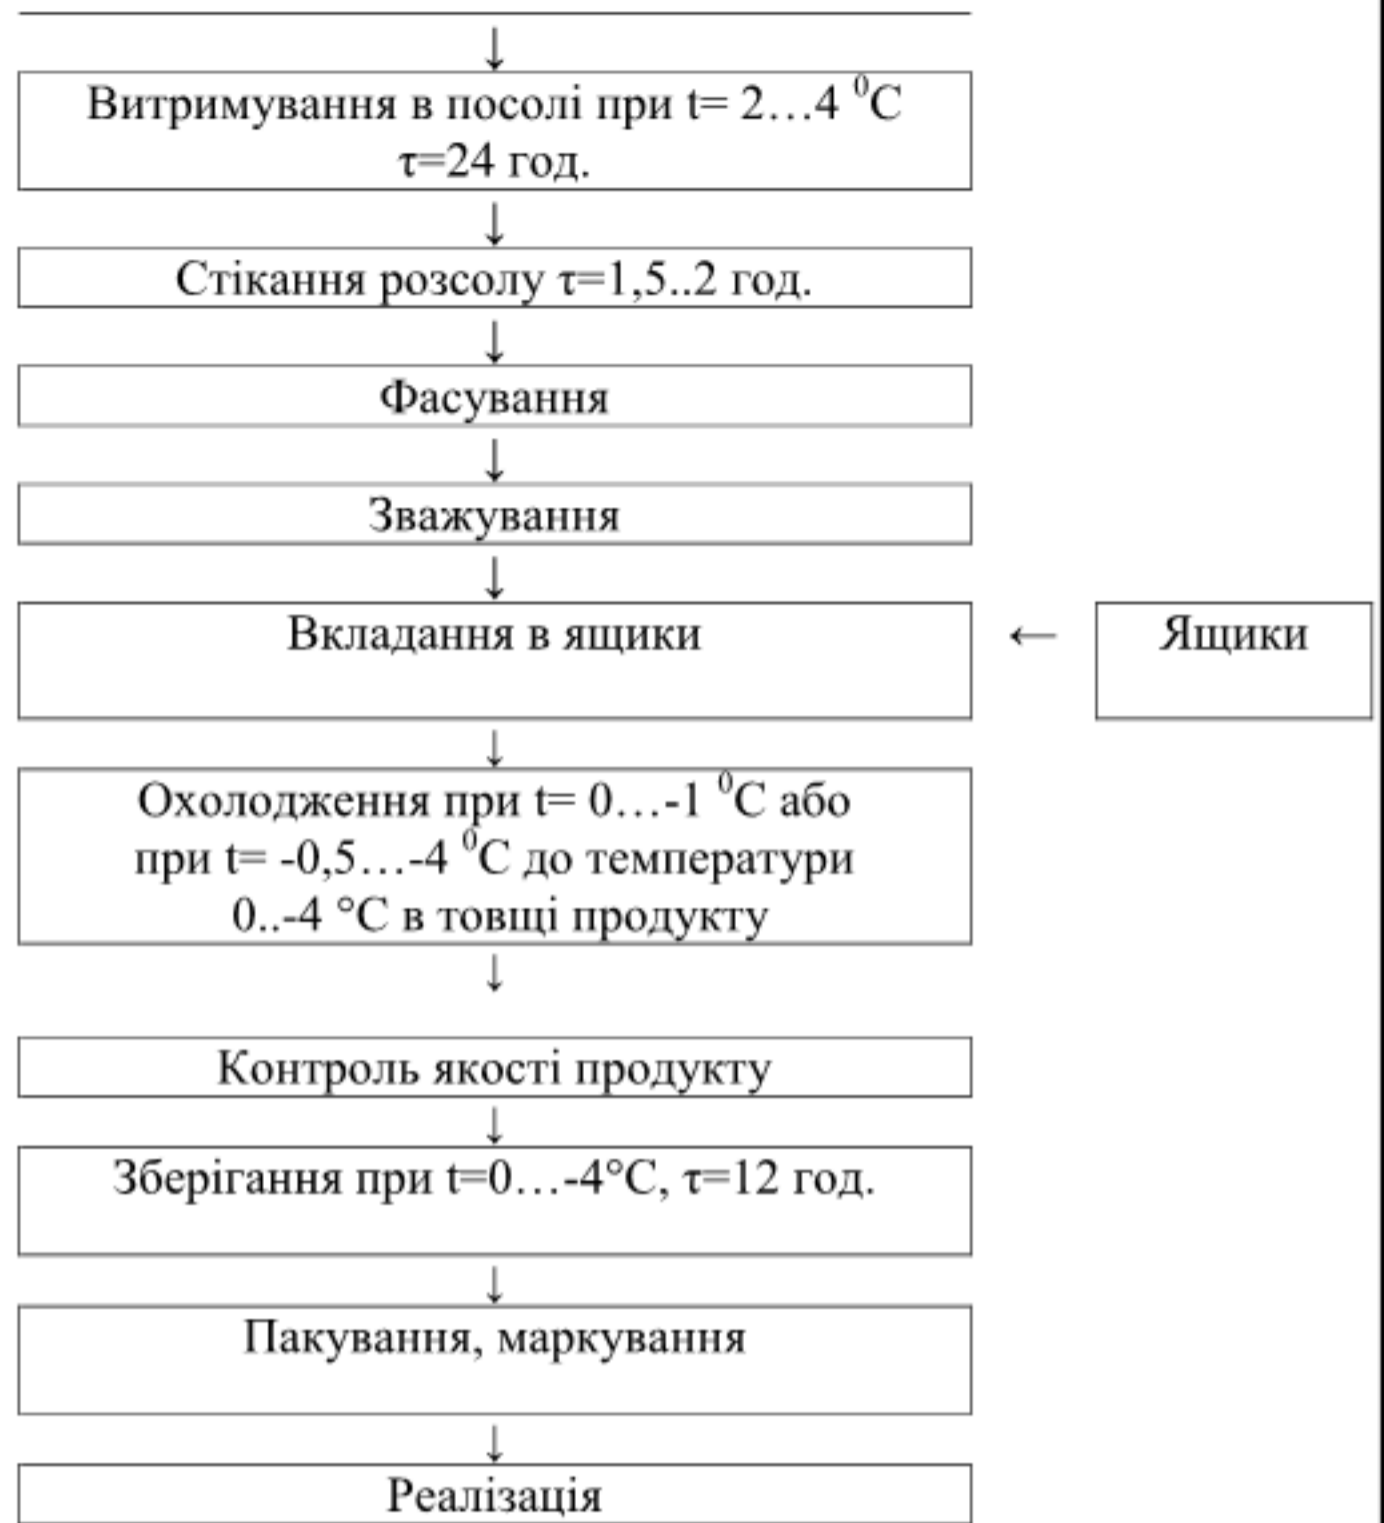 ↓
Витримування в посолі при t= 2…4 ⁰С
τ=24 год.
↓
Стікання розсолу τ=1,5..2 год.
↓
Фасування
↓
Зважування
↓
Вкладання в ящики ← Ящики
↓
Охолодження при t= 0…-1 ⁰С або
при t= -0,5…-4 ⁰С до температури
0..-4 °С в товщі продукту
↓
Контроль якості продукту
↓
Зберігання при t=0…-4°С, τ=12 год.
↓
Пакування, маркування
↓
Реалізація